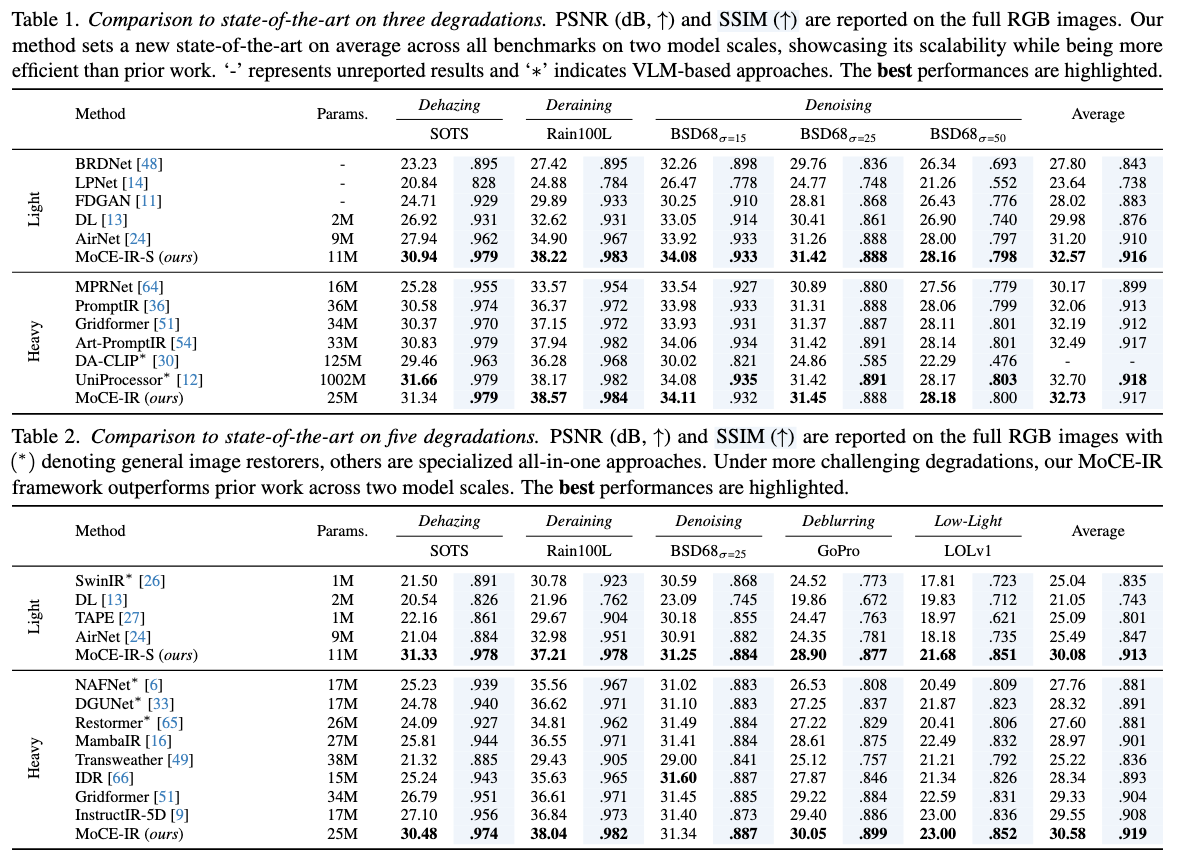 Table 1. Comparison to state-of-the-art on three degradations. PSNR (dB, ↑) and SSIM (↑) are reported on the full RGB images. Our
method sets a new state-of-the-art on average across all benchmarks on two model scales, showcasing its scalability while being more
efficient than prior work. ‘-’ represents unreported results and ‘∗’ indicates VLM-based approaches. The best performances are highlighted.
Method Params. Dehazing Deraining Denoising Average
SOTS Rain100L BSD68σ=15 BSD68σ=25 BSD68σ=50
Light
BRDNet [48] - 23.23 .895 27.42 .895 32.26 .898 29.76 .836 26.34 .693 27.80 .843
LPNet [14] - 20.84 828 24.88 .784 26.47 .778 24.77 .748 21.26 .552 23.64 .738
FDGAN [11] - 24.71 .929 29.89 .933 30.25 .910 28.81 .868 26.43 .776 28.02 .883
DL [13] 2M 26.92 .931 32.62 .931 33.05 .914 30.41 .861 26.90 .740 29.98 .876
AirNet [24] 9M 27.94 .962 34.90 .967 33.92 .933 31.26 .888 28.00 .797 31.20 .910
MoCE-IR-S (ours) 11M 30.94 .979 38.22 .983 34.08 .933 31.42 .888 28.16 .798 32.57 .916
Heavy
MPRNet [64] 16M 25.28 .955 33.57 .954 33.54 .927 30.89 .880 27.56 .779 30.17 .899
PromptIR [36] 36M 30.58 .974 36.37 .972 33.98 .933 31.31 .888 28.06 .799 32.06 .913
Gridformer [51] 34M 30.37 .970 37.15 .972 33.93 .931 31.37 .887 28.11 .801 32.19 .912
Art-PromptIR [54] 33M 30.83 .979 37.94 .982 34.06 .934 31.42 .891 28.14 .801 32.49 .917
DA-CLIP∗ [30] 125M 29.46 .963 36.28 .968 30.02 .821 24.86 .585 22.29 .476 - -
UniProcessor∗ [12] 1002M 31.66 .979 38.17 .982 34.08 .935 31.42 .891 28.17 .803 32.70 .918
MoCE-IR (ours) 25M 31.34 .979 38.57 .984 34.11 .932 31.45 .888 28.18 .800 32.73 .917
Table 2. Comparison to state-of-the-art on five degradations. PSNR (dB, ↑) and SSIM (↑) are reported on the full RGB images with
(∗) denoting general image restorers, others are specialized all-in-one approaches. Under more challenging degradations, our MoCE-IR
framework outperforms prior work across two model scales. The best performances are highlighted.
Method Params. Dehazing Deraining Denoising Deblurring Low-Light Average
SOTS Rain100L BSD68σ=25 GoPro LOLv1
Light
SwinIR∗ [26] 1M 21.50 .891 30.78 .923 30.59 .868 24.52 .773 17.81 .723 25.04 .835
DL [13] 2M 20.54 .826 21.96 .762 23.09 .745 19.86 .672 19.83 .712 21.05 .743
TAPE [27] 1M 22.16 .861 29.67 .904 30.18 .855 24.47 .763 18.97 .621 25.09 .801
AirNet [24] 9M 21.04 .884 32.98 .951 30.91 .882 24.35 .781 18.18 .735 25.49 .847
MoCE-IR-S (ours) 11M 31.33 .978 37.21 .978 31.25 .884 28.90 .877 21.68 .851 30.08 .913
Heavy
NAFNet∗ [6] 17M 25.23 .939 35.56 .967 31.02 .883 26.53 .808 20.49 .809 27.76 .881
DGUNet∗ [33] 17M 24.78 .940 36.62 .971 31.10 .883 27.25 .837 21.87 .823 28.32 .891
Restormer∗ [65] 26M 24.09 .927 34.81 .962 31.49 .884 27.22 .829 20.41 .806 27.60 .881
MambaIR [16] 27M 25.81 .944 36.55 .971 31.41 .884 28.61 .875 22.49 .832 28.97 .901
Transweather [49] 38M 21.32 .885 29.43 .905 29.00 .841 25.12 .757 21.21 .792 25.22 .836
IDR [66] 15M 25.24 .943 35.63 .965 31.60 .887 27.87 .846 21.34 .826 28.34 .893
Gridformer [51] 34M 26.79 .951 36.61 .971 31.45 .885 29.22 .884 22.59 .831 29.33 .904
InstructIR-5D [9] 17M 27.10 .956 36.84 .973 31.40 .873 29.40 .886 23.00 .836 29.55 .908
MoCE-IR (ours) 25M 30.48 .974 38.04 .982 31.34 .887 30.05 .899 23.00 .852 30.58 .919